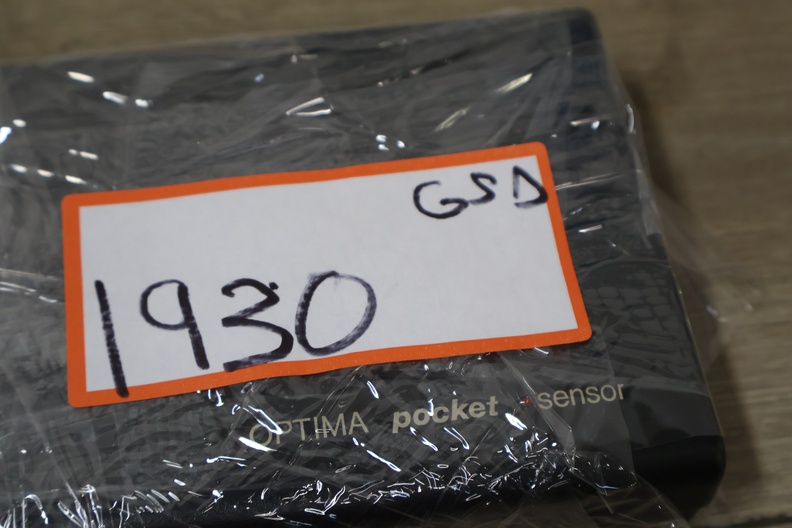 GSD
1930
OPTIMA pocket + sensor